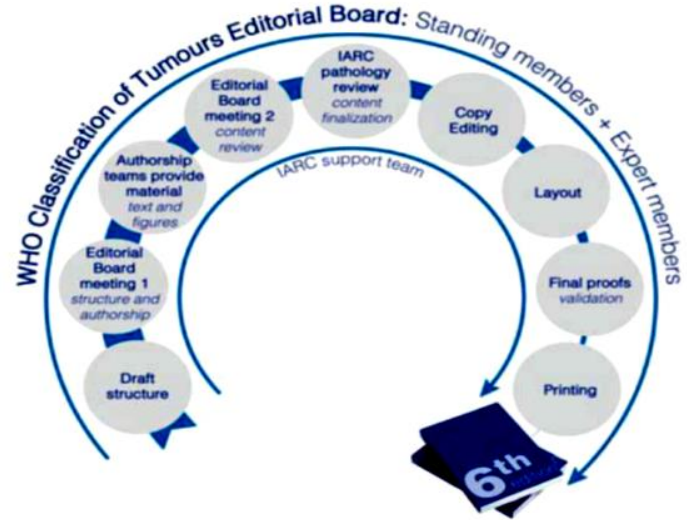 WHO Classification of Tumours Editorial Board: Standing members + Expert members
IARC support team
Draft
structure
Editorial
Board
meeting 1
structure and
authorship
Authorship
teams provide
material
text and
figures
Editorial
Board
meeting 2
content
review
IARC
pathology
review
content
finalization
Copy
Editing
Layout
Final proofs
validation
Printing
6th
edition